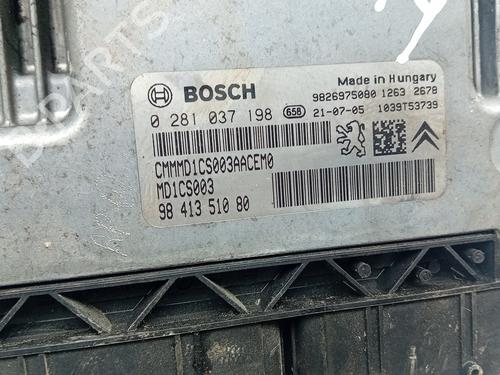 BOSCH
Made in Hungary
9826975080 1263 2678
0 281 037 198 658 21-07-05 1039T53739
CMMMD1CS003AACEM0
MD1CS003
98 413 510 80